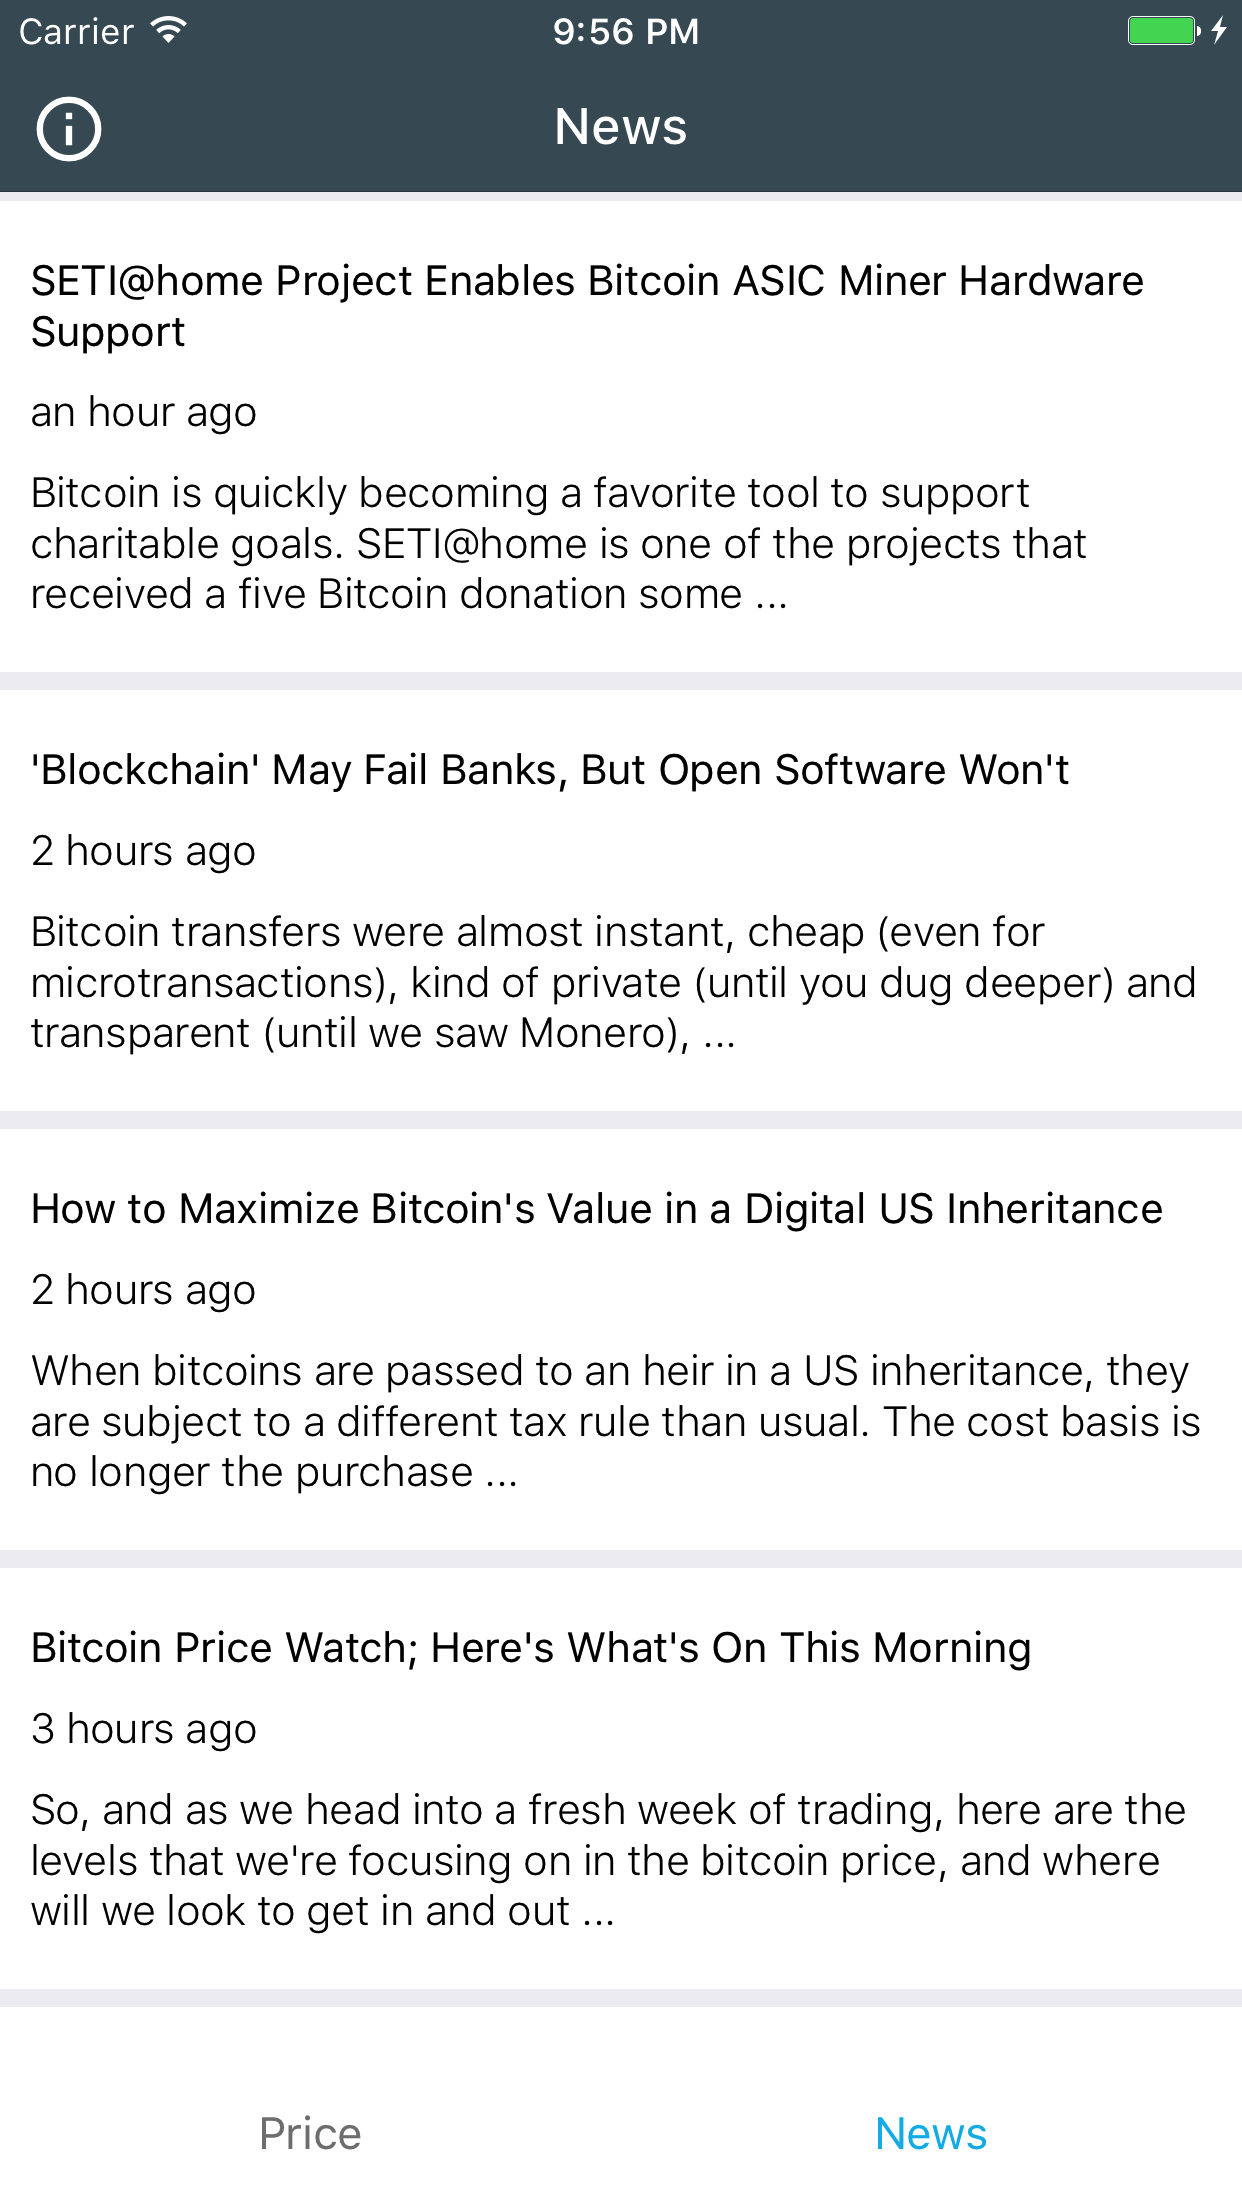 Carrier 9:56 PM
News
SETI@home Project Enables Bitcoin ASIC Miner Hardware
Support
an hour ago
Bitcoin is quickly becoming a favorite tool to support
charitable goals. SETI@home is one of the projects that
received a five Bitcoin donation some ...
'Blockchain' May Fail Banks, But Open Software Won't
2 hours ago
Bitcoin transfers were almost instant, cheap (even for
microtransactions), kind of private (until you dug deeper) and
transparent (until we saw Monero), ...
How to Maximize Bitcoin's Value in a Digital US Inheritance
2 hours ago
When bitcoins are passed to an heir in a US inheritance, they
are subject to a different tax rule than usual. The cost basis is
no longer the purchase ...
Bitcoin Price Watch; Here's What's On This Morning
3 hours ago
So, and as we head into a fresh week of trading, here are the
levels that we're focusing on in the bitcoin price, and where
will we look to get in and out ...
Price News